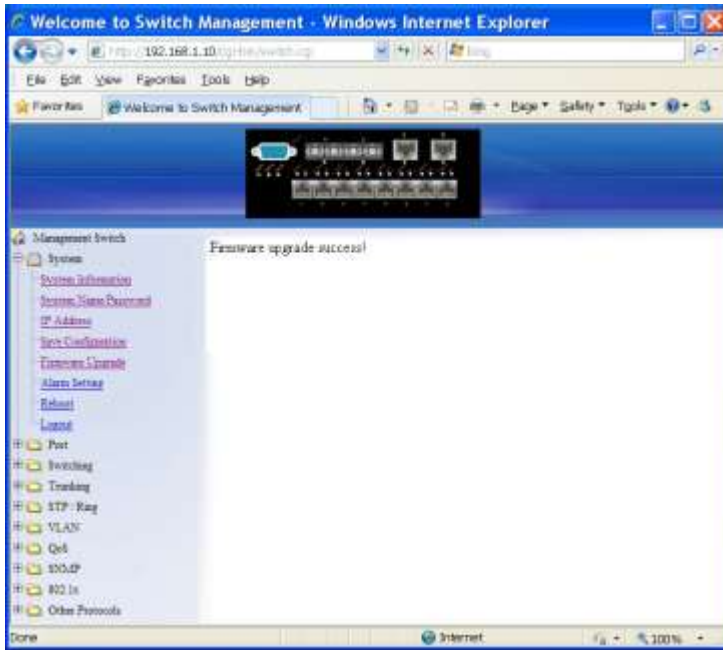 Welcome to Switch Management - Windows Internet Explorer
192.168.1.10
File Edit View Favorites Tools Help
Favorites Welcome to Switch Management Page Safety Tools
Management Switch
Firmware upgrade success!
System
System Information
System Name Password
IP Address
Save Configuration
Firmware Upgrade
Alarm Setting
Reboot
Logout
Port
Switching
Trunking
STP / Ring
VLAN
QoS
SNMP
802.1x
Other Protocols
Done Internet 100%